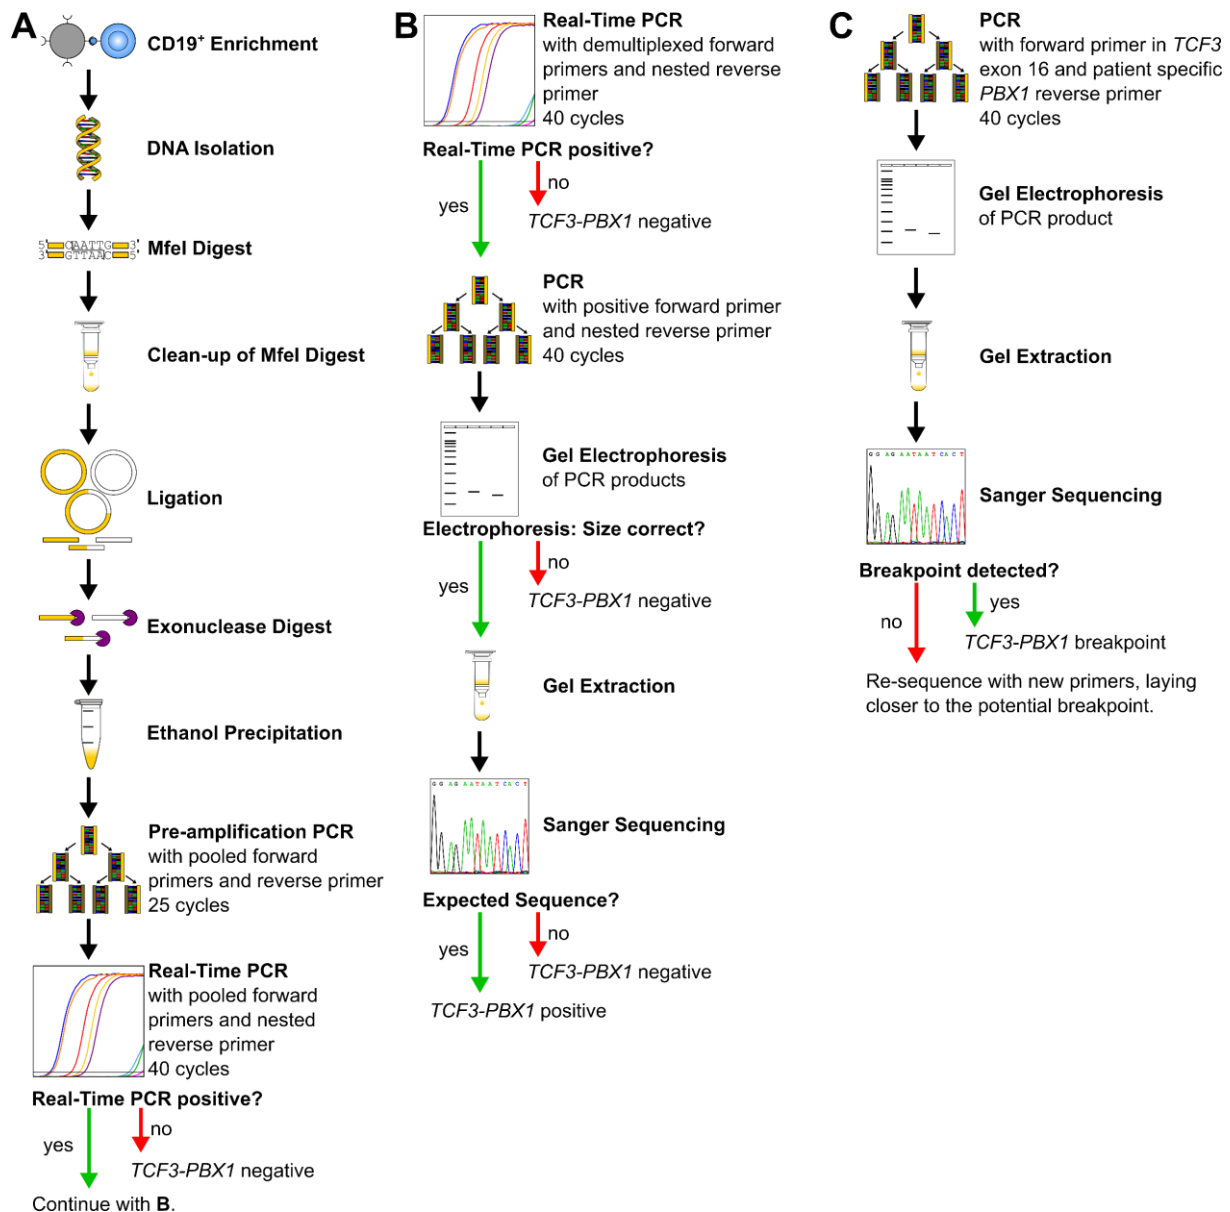 A
CD19⁺ Enrichment
DNA Isolation
5' CAATTG 3'
3' GTTAAC 5'
MfeI Digest
Clean-up of MfeI Digest
Ligation
Exonuclease Digest
Ethanol Precipitation
Pre-amplification PCR
with pooled forward
primers and reverse primer
25 cycles
Real-Time PCR
with pooled forward
primers and nested
reverse primer
40 cycles
Real-Time PCR positive?
yes
no
TCF3-PBX1 negative
Continue with B.
B
Real-Time PCR
with demultiplexed forward
primers and nested reverse
primer
40 cycles
Real-Time PCR positive?
yes
no
TCF3-PBX1 negative
PCR
with positive forward primer
and nested reverse primer
40 cycles
Gel Electrophoresis
of PCR products
Electrophoresis: Size correct?
yes
no
TCF3-PBX1 negative
Gel Extraction
G G A G A A T A A T C A C T
Sanger Sequencing
Expected Sequence?
yes
no
TCF3-PBX1 negative
TCF3-PBX1 positive
C
PCR
with forward primer in TCF3
exon 16 and patient specific
PBX1 reverse primer
40 cycles
Gel Electrophoresis
of PCR product
Gel Extraction
G G A G A A T A A T C A C T
Sanger Sequencing
Breakpoint detected?
no
yes
TCF3-PBX1 breakpoint
Re-sequence with new primers, laying
closer to the potential breakpoint.